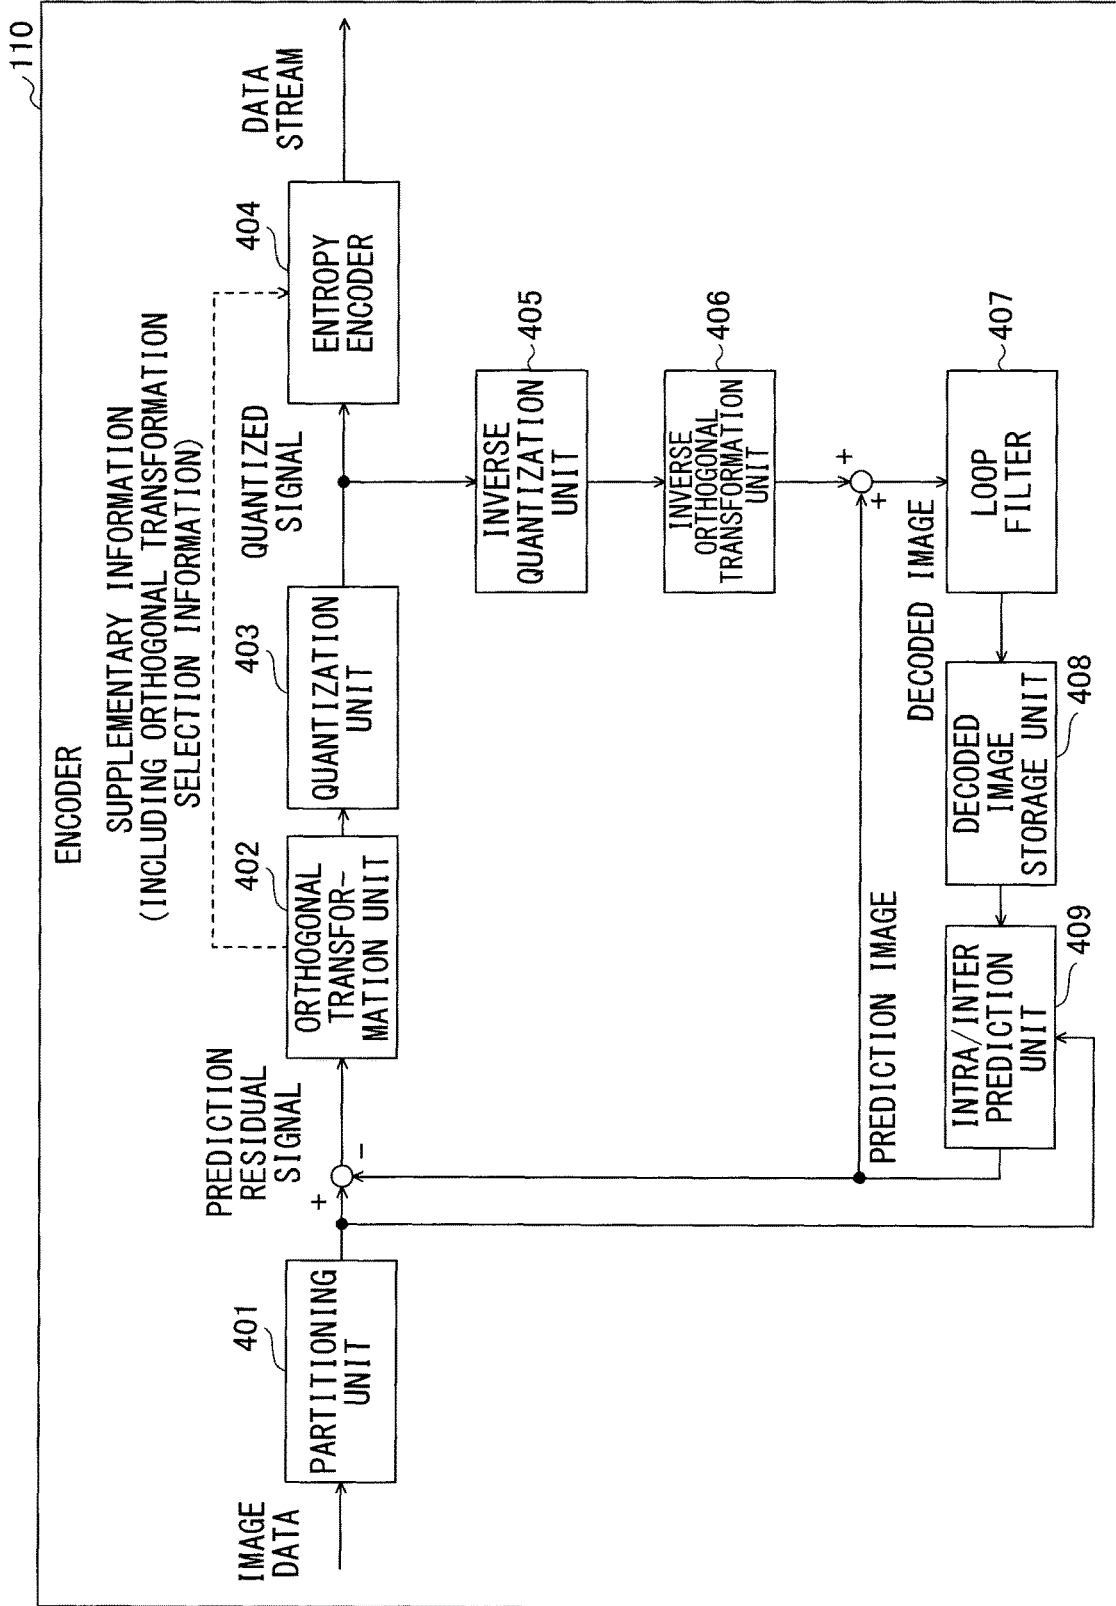 110
ENCODER
SUPPLEMENTARY INFORMATION
(INCLUDING ORTHOGONAL TRANSFORMATION
SELECTION INFORMATION)
IMAGE
DATA
401
PARTITIONING
UNIT
+
-
PREDICTION
RESIDUAL
SIGNAL
402
ORTHOGONAL
TRANSFOR-
MATION UNIT
403
QUANTIZATION
UNIT
QUANTIZED
SIGNAL
404
ENTROPY
ENCODER
DATA
STREAM
INVERSE
QUANTIZATION
UNIT
405
INVERSE
ORTHOGONAL
TRANSFORMATION
UNIT
406
+
+
PREDICTION IMAGE
DECODED IMAGE
LOOP
FILTER
407
DECODED
IMAGE
STORAGE UNIT
408
INTRA/INTER
PREDICTION
UNIT
409